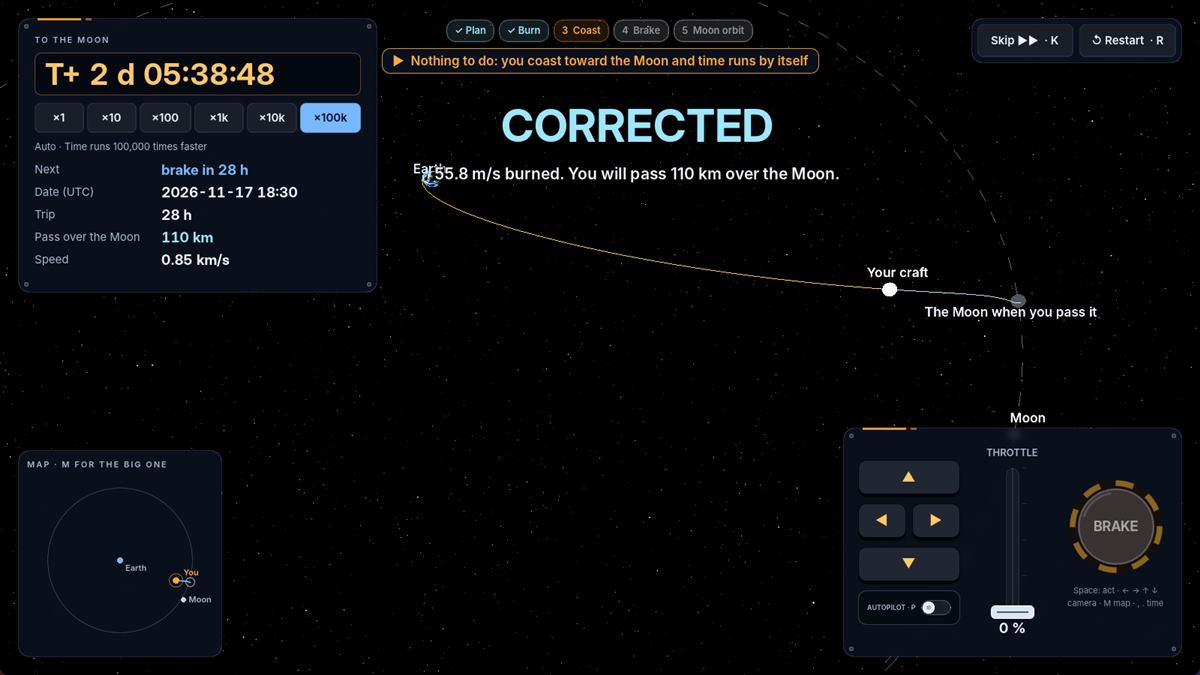 TO THE MOON
T+ 2 d 05:38:48
×1 ×10 ×100 ×1k ×10k ×100k
Auto · Time runs 100,000 times faster
Next brake in 28 h
Date (UTC) 2026-11-17 18:30
Trip 28 h
Pass over the Moon 110 km
Speed 0.85 km/s
✓ Plan ✓ Burn 3 Coast 4 Brake 5 Moon orbit
▶ Nothing to do: you coast toward the Moon and time runs by itself
Skip ▶▶ · K ↺ Restart · R
CORRECTED
Earth
55.8 m/s burned. You will pass 110 km over the Moon.
Your craft
The Moon when you pass it
Moon
MAP · M FOR THE BIG ONE
Earth
You
Moon
THROTTLE
▲
◀ ▶
▼
AUTOPILOT · P
0 %
BRAKE
Space: act · ← → ↑ ↓
camera · M map · , . time